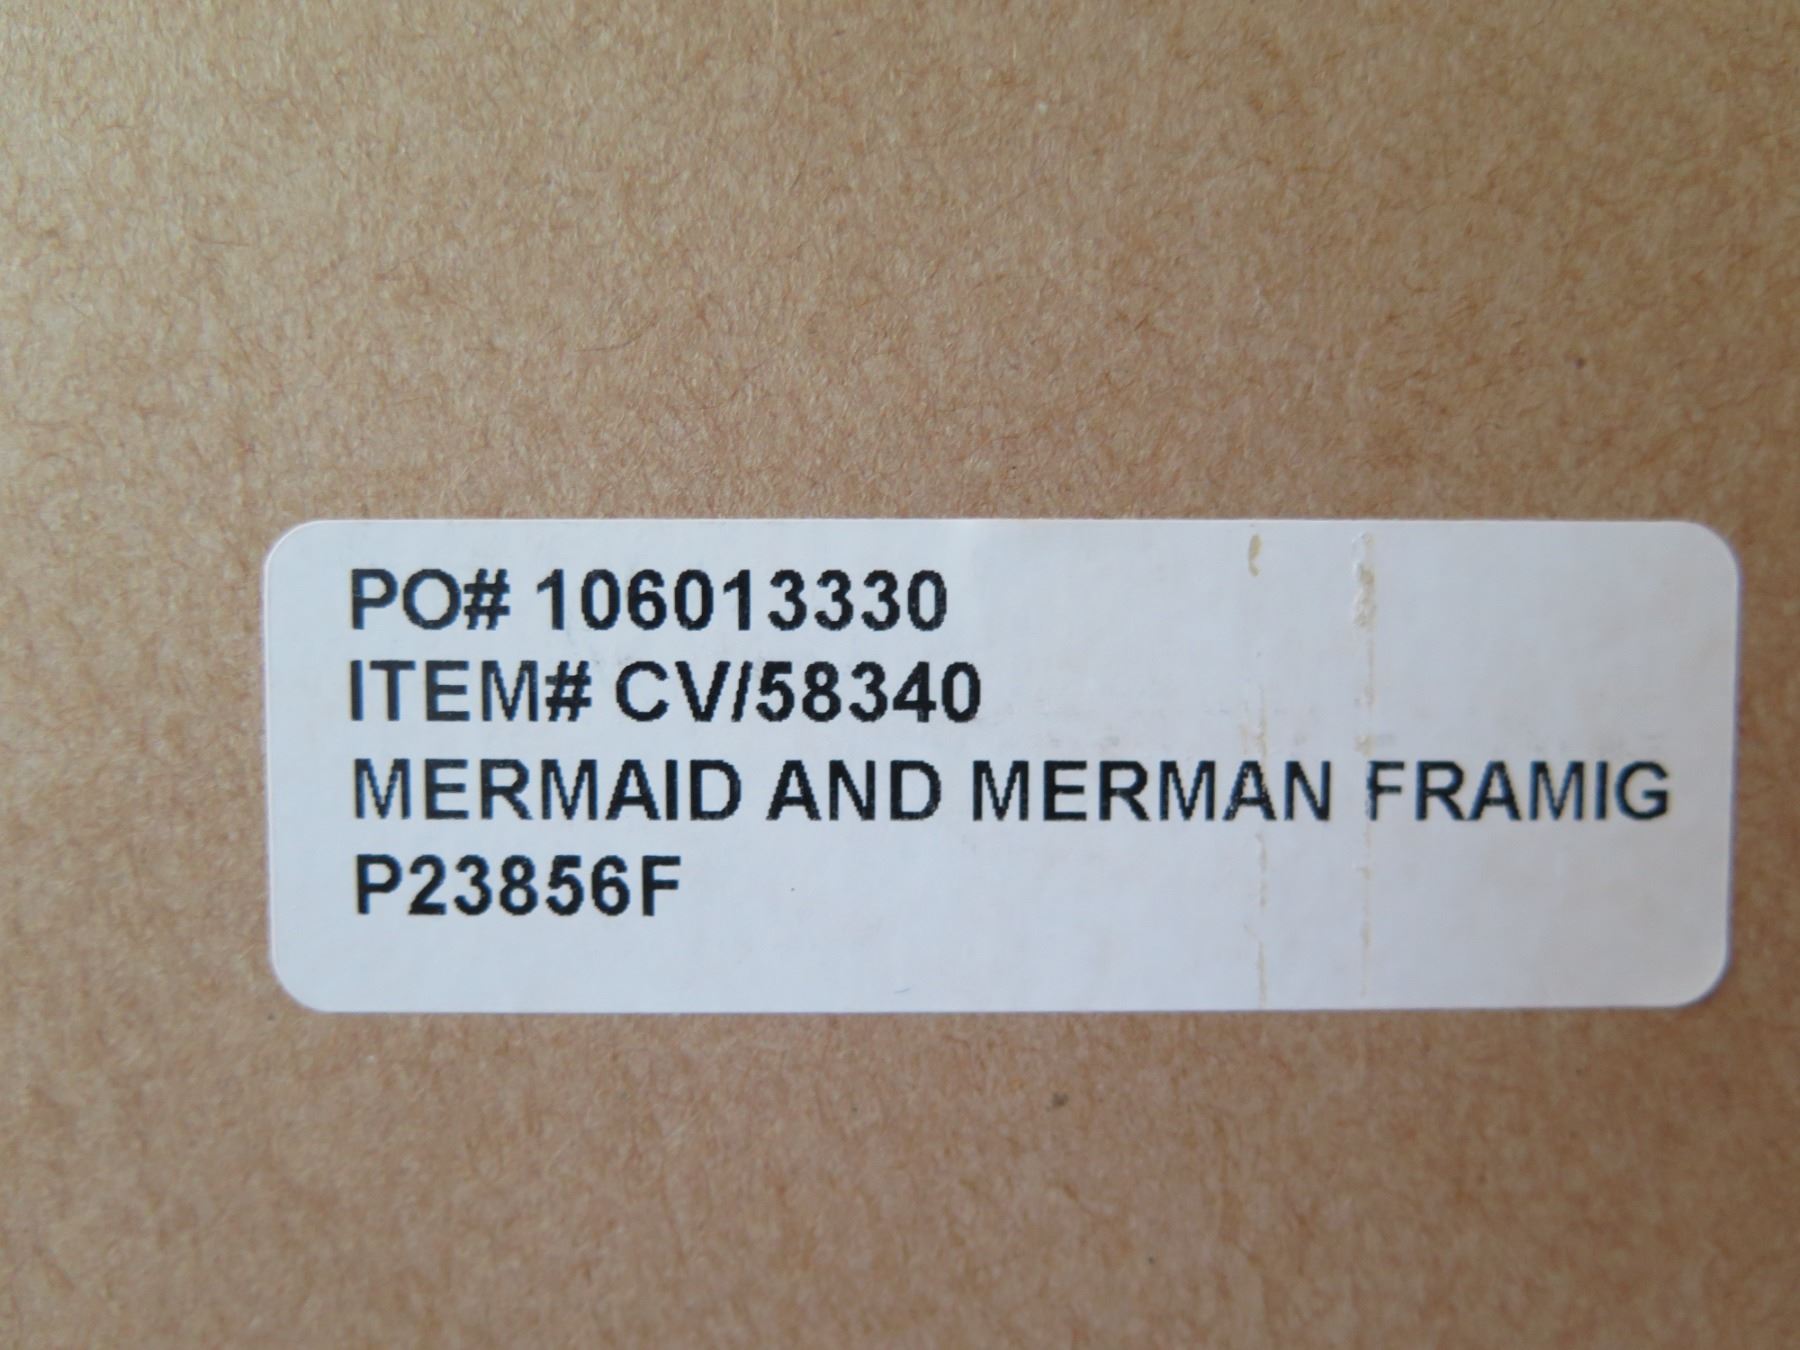 PO# 106013330
ITEM# CV/58340
MERMAID AND MERMAN FRAMIG
P23856F